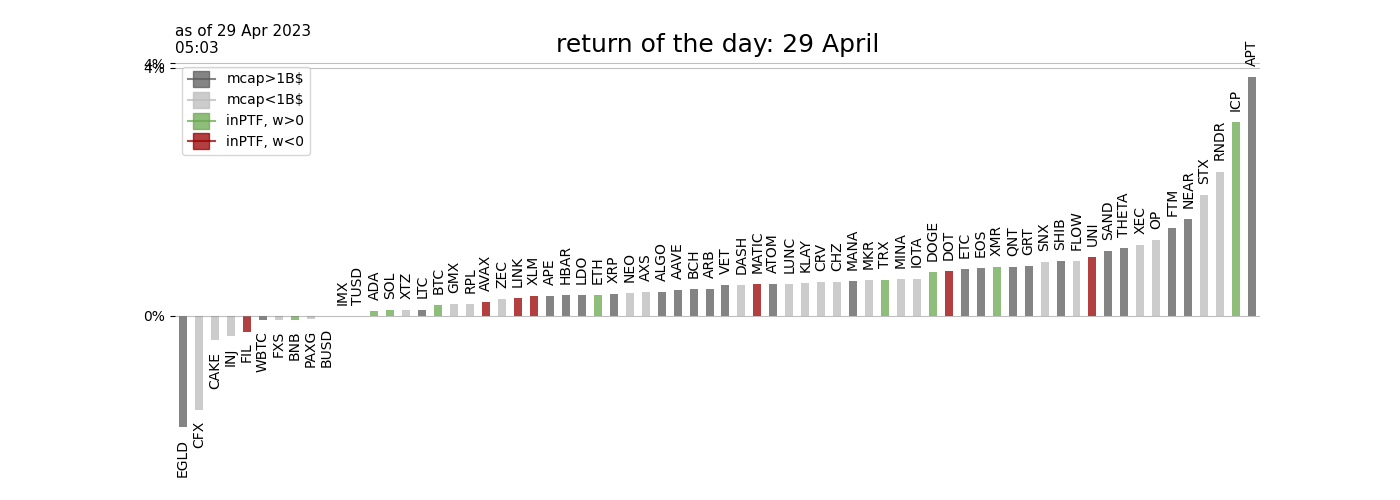 as of 29 Apr 2023
05:03
return of the day: 29 April
4%
4%
0%
mcap>1B$
mcap<1B$
inPTF, w>0
inPTF, w<0
EGLD
CFX
CAKE
INJ
FIL
WBTC
FXS
BNB
PAXG
BUSD
IMX
TUSD
ADA
SOL
XTZ
LTC
BTC
GMX
RPL
AVAX
ZEC
LINK
XLM
APE
HBAR
LDO
ETH
XRP
NEO
AXS
ALGO
AAVE
BCH
ARB
VET
DASH
MATIC
ATOM
LUNC
KLAY
CRV
CHZ
MANA
MKR
TRX
MINA
IOTA
DOGE
DOT
ETC
EOS
XMR
QNT
GRT
SNX
SHIB
FLOW
UNI
SAND
THETA
XEC
OP
FTM
NEAR
STX
RNDR
ICP
APT